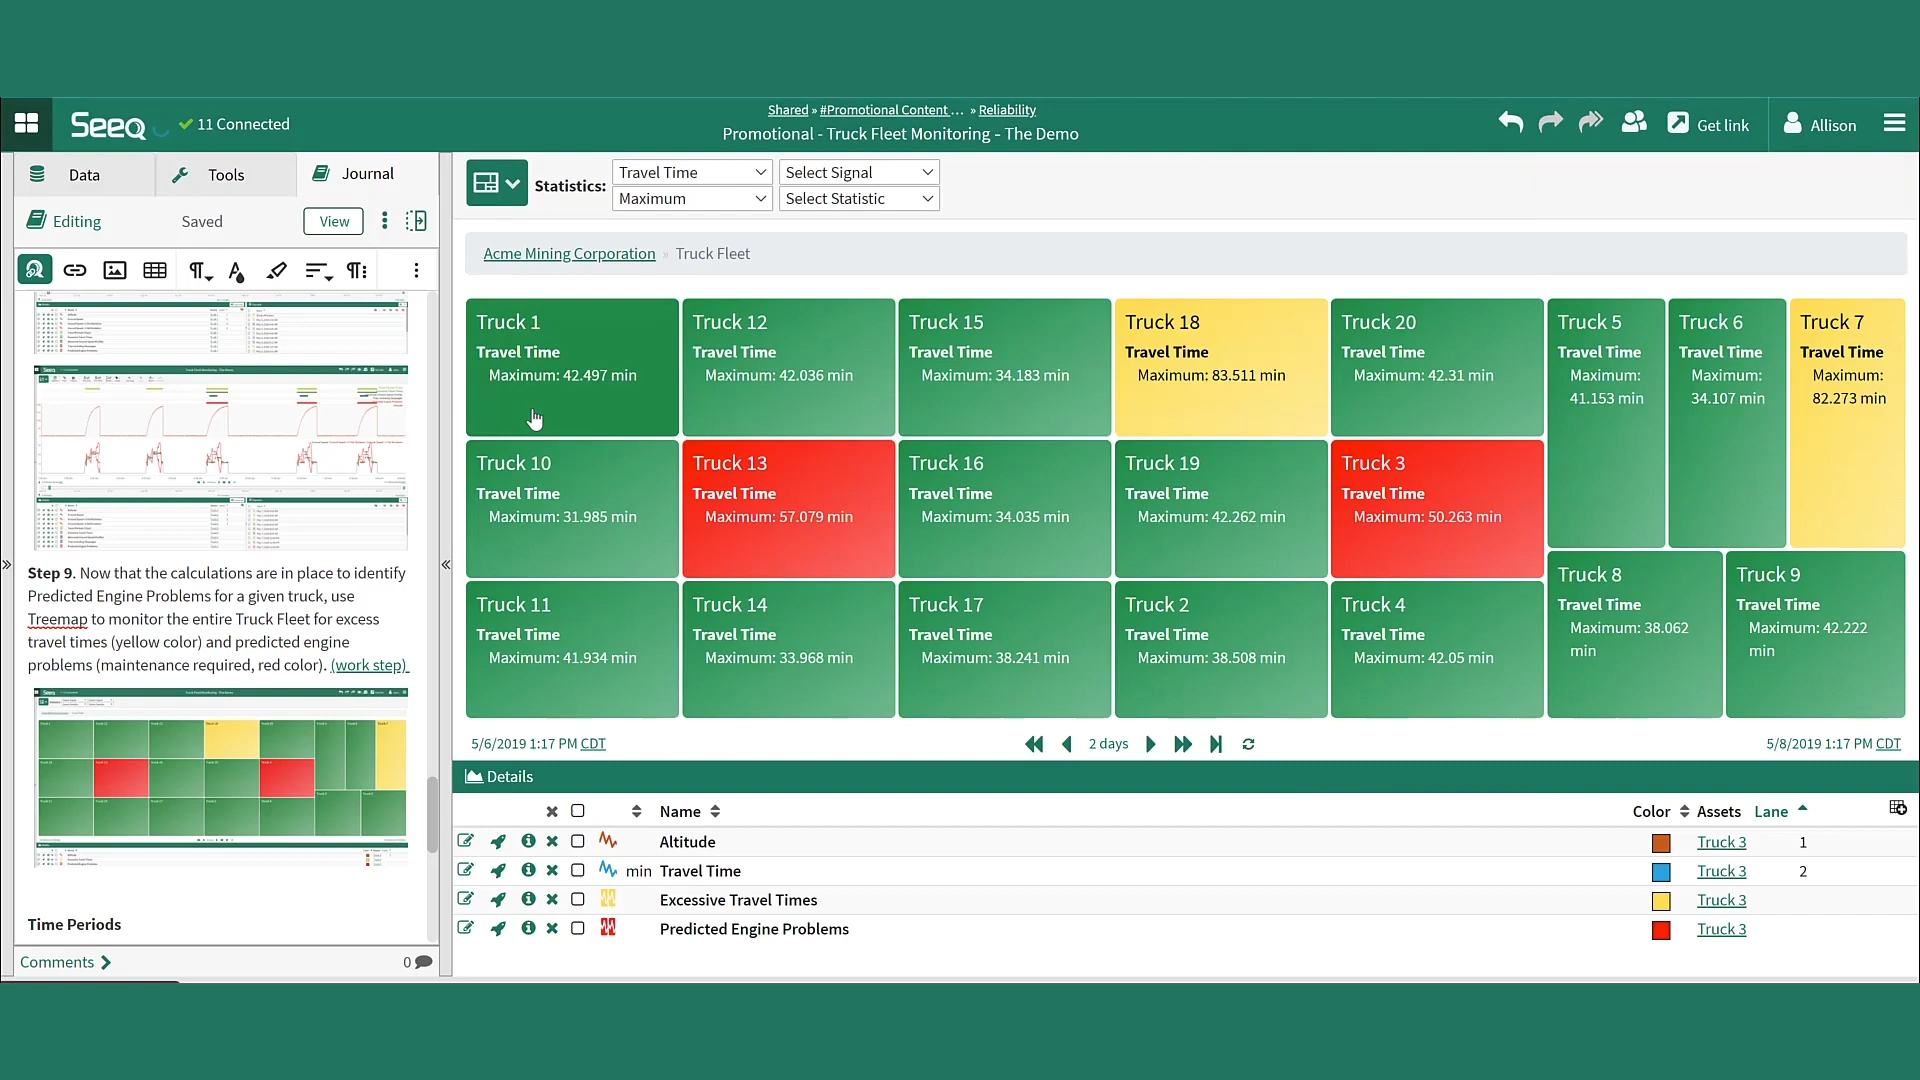 Seeq
11 Connected
Shared » #Promotional Content ... » Reliability
Promotional - Truck Fleet Monitoring - The Demo
Get link
Allison
Data
Tools
Journal
Editing
Saved
View
Step 9. Now that the calculations are in place to identify
Predicted Engine Problems for a given truck, use
Treemap to monitor the entire Truck Fleet for excess
travel times (yellow color) and predicted engine
problems (maintenance required, red color). (work step)
Time Periods
Comments
0
Statistics:
Travel Time
Select Signal
Maximum
Select Statistic
Acme Mining Corporation » Truck Fleet
Truck 1
Travel Time
Maximum: 42.497 min
Truck 12
Travel Time
Maximum: 42.036 min
Truck 15
Travel Time
Maximum: 34.183 min
Truck 18
Travel Time
Maximum: 83.511 min
Truck 20
Travel Time
Maximum: 42.31 min
Truck 5
Travel Time
Maximum:
41.153 min
Truck 6
Travel Time
Maximum:
34.107 min
Truck 7
Travel Time
Maximum:
82.273 min
Truck 10
Travel Time
Maximum: 31.985 min
Truck 13
Travel Time
Maximum: 57.079 min
Truck 16
Travel Time
Maximum: 34.035 min
Truck 19
Travel Time
Maximum: 42.262 min
Truck 3
Travel Time
Maximum: 50.263 min
Truck 11
Travel Time
Maximum: 41.934 min
Truck 14
Travel Time
Maximum: 33.968 min
Truck 17
Travel Time
Maximum: 38.241 min
Truck 2
Travel Time
Maximum: 38.508 min
Truck 4
Travel Time
Maximum: 42.05 min
Truck 8
Travel Time
Maximum: 38.062
min
Truck 9
Travel Time
Maximum: 42.222
min
5/6/2019 1:17 PM CDT
2 days
5/8/2019 1:17 PM CDT
Details
Name
Color
Assets
Lane
Altitude
Truck 3
1
min Travel Time
Truck 3
2
Excessive Travel Times
Truck 3
Predicted Engine Problems
Truck 3